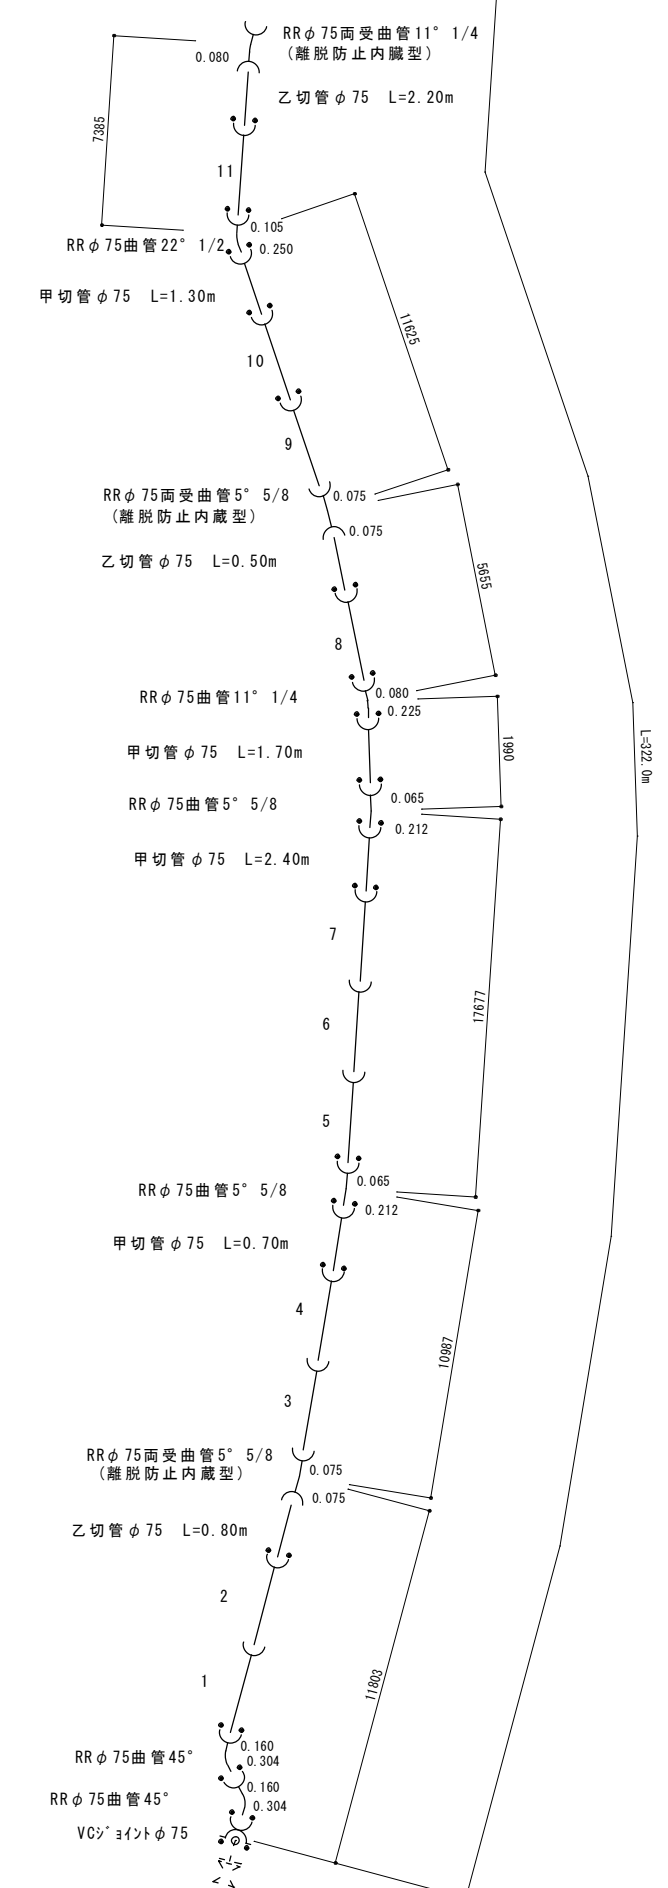 RRφ75両受曲管11° 1/4
(離脱防止内臓型)
0.080
乙切管φ75 L=2.20m
7385
11
0.105
RRφ75曲管22° 1/2
0.250
甲切管φ75 L=1.30m
11625
10
9
RRφ75両受曲管5° 5/8
0.075
(離脱防止内蔵型)
0.075
乙切管φ75 L=0.50m
5655
8
RRφ75曲管11° 1/4
0.080
0.225
甲切管φ75 L=1.70m
1990
L=322.0m
RRφ75曲管5° 5/8
0.065
0.212
甲切管φ75 L=2.40m
7
17677
6
5
RRφ75曲管5° 5/8
0.065
0.212
甲切管φ75 L=0.70m
4
10987
3
RRφ75両受曲管5° 5/8
(離脱防止内蔵型)
0.075
0.075
乙切管φ75 L=0.80m
2
1
11803
0.160
RRφ75曲管45°
0.304
0.160
RRφ75曲管45°
0.304
VCジョイントφ75